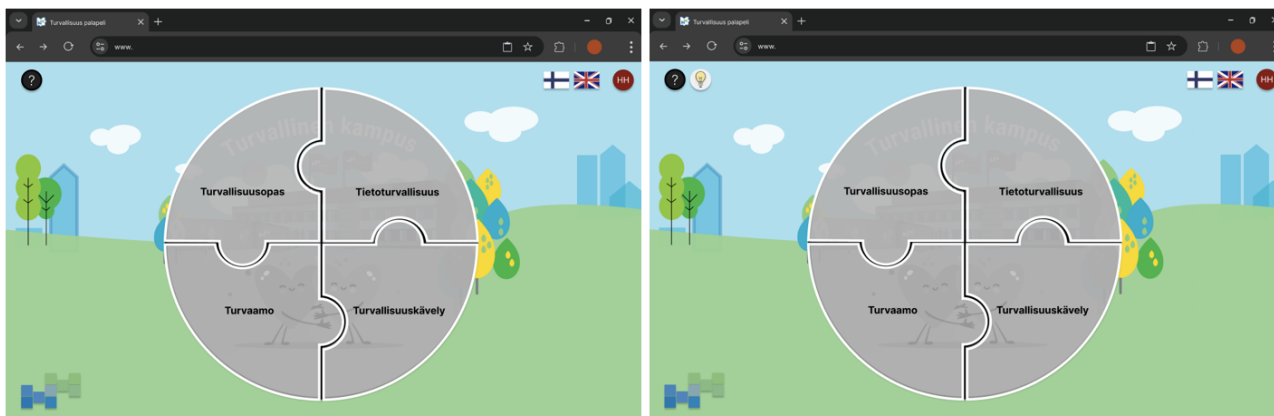 Turvallisuus palapeli
www.
?
HH
Turvallinen kampus
Turvallisuusopas
Tietoturvallisuus
Turvaamo
Turvallisuuskävely
Turvallisuus palapeli
www.
?
HH
Turvallinen kampus
Turvallisuusopas
Tietoturvallisuus
Turvaamo
Turvallisuuskävely